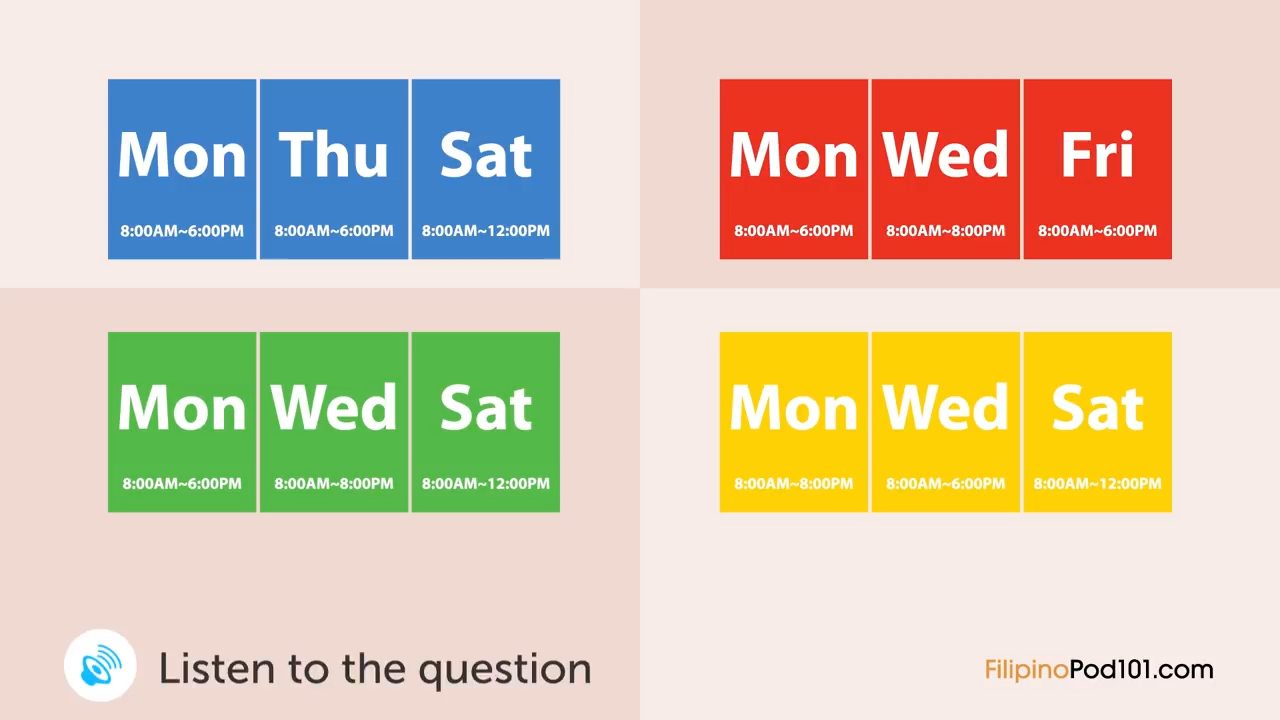 Mon Thu Sat
8:00AM~6:00PM 8:00AM~6:00PM 8:00AM~12:00PM
Mon Wed Fri
8:00AM~6:00PM 8:00AM~8:00PM 8:00AM~6:00PM
Mon Wed Sat
8:00AM~6:00PM 8:00AM~8:00PM 8:00AM~12:00PM
Mon Wed Sat
8:00AM~8:00PM 8:00AM~6:00PM 8:00AM~12:00PM
Listen to the question
FilipinoPod101.com